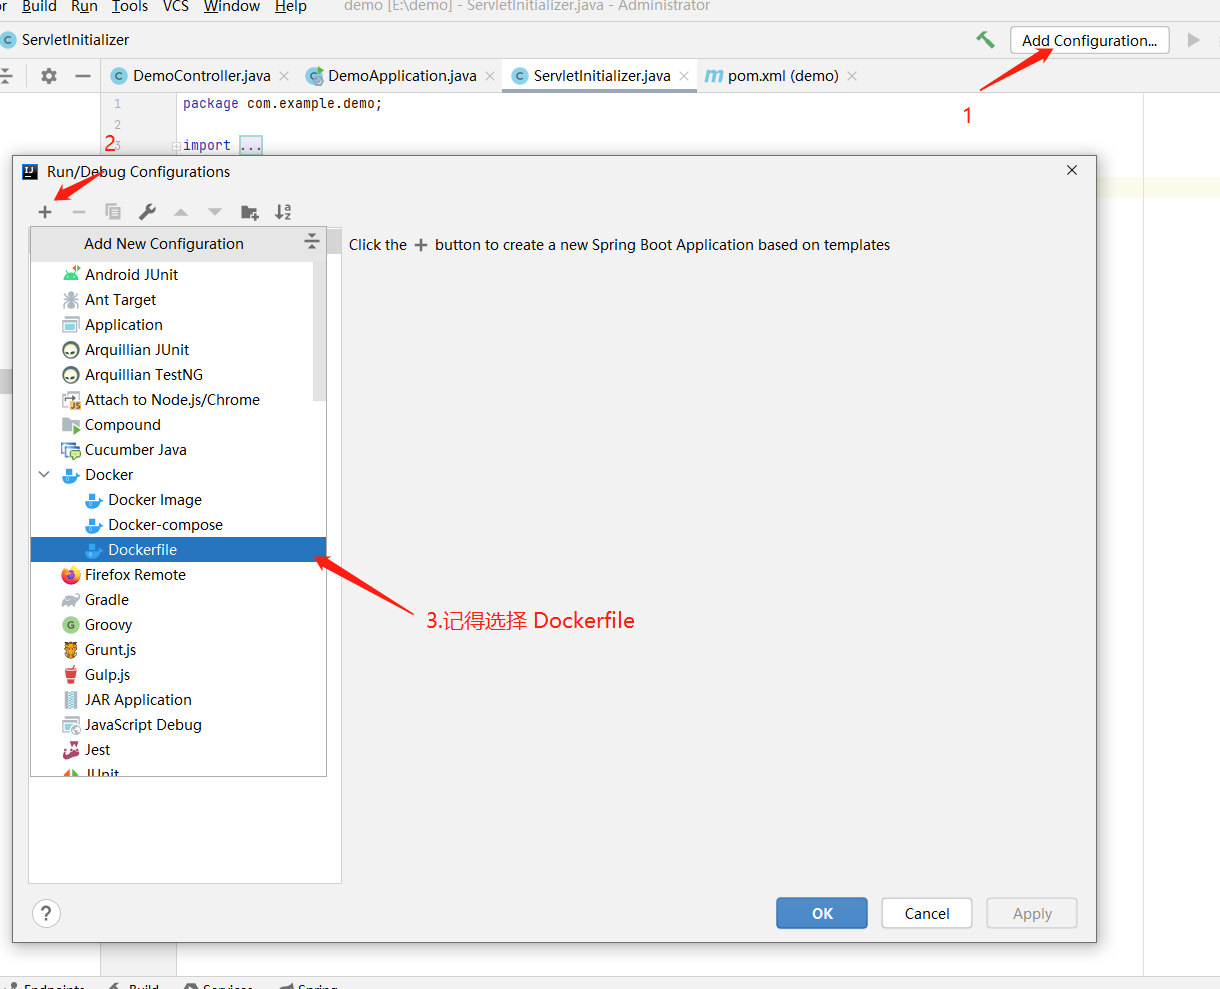 Build Run Tools VCS Window Help demo [E:\demo] - ServletInitializer.java - Administrator
ServletInitializer
Add Configuration...
DemoController.java DemoApplication.java ServletInitializer.java pom.xml (demo)
1 package com.example.demo;
1
2
2
3 import ...
Run/Debug Configurations
Add New Configuration
Click the + button to create a new Spring Boot Application based on templates
Android JUnit
Ant Target
Application
Arquillian JUnit
Arquillian TestNG
Attach to Node.js/Chrome
Compound
Cucumber Java
Docker
Docker Image
Docker-compose
Dockerfile
Firefox Remote
Gradle
3.记得选择 Dockerfile
Groovy
Grunt.js
Gulp.js
JAR Application
JavaScript Debug
Jest
JUnit
?
OK Cancel Apply
Endpoints Build Services Spring